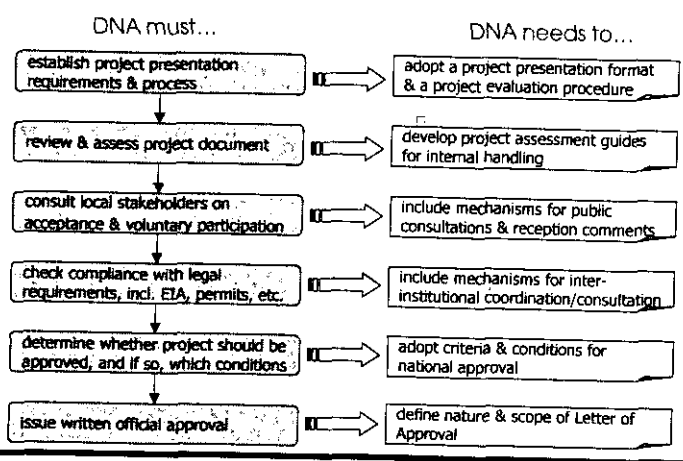 DNA must...
DNA needs to...
establish project presentation
requirements & process
adopt a project presentation format
& a project evaluation procedure
review & assess project document
develop project assessment guides
for internal handling
consult local stakeholders on
acceptance & voluntary participation
include mechanisms for public
consultations & reception comments
check compliance with legal
requirements, incl. EIA, permits, etc.
include mechanisms for inter-
institutional coordination/consultation
determine whether project should be
approved, and if so, which conditions
adopt criteria & conditions for
national approval
issue written official approval
define nature & scope of Letter of
Approval